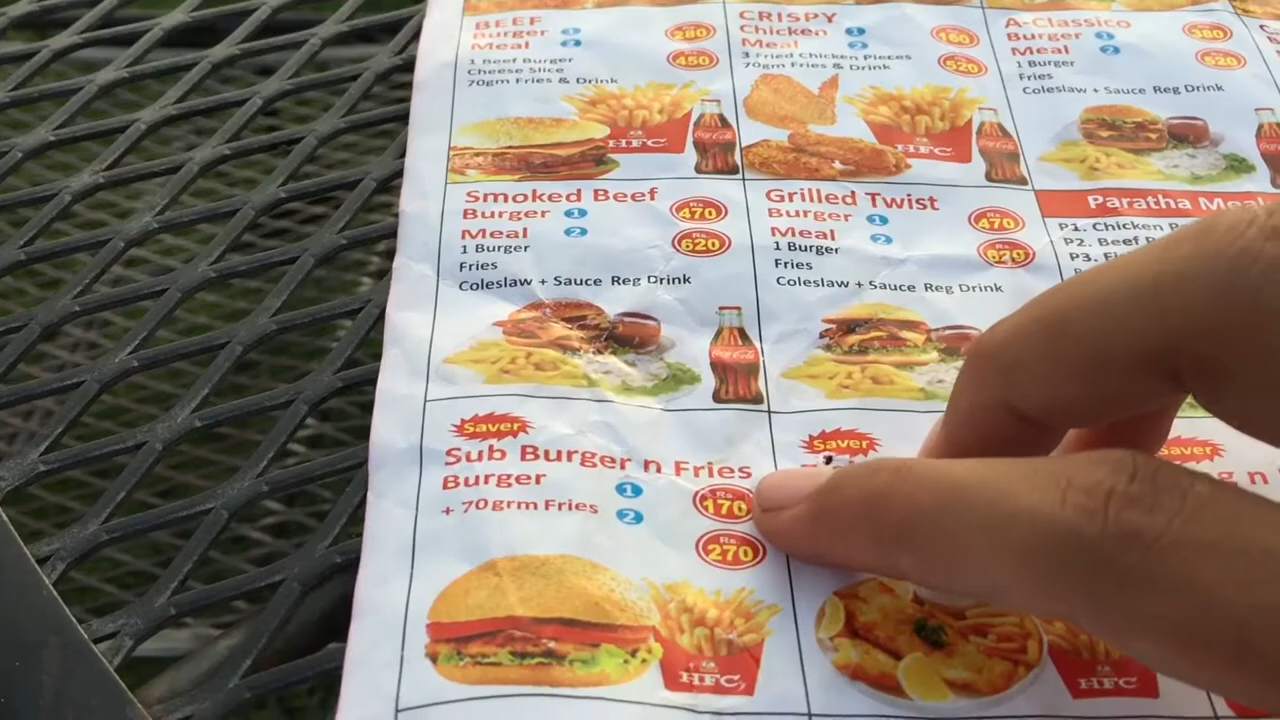 BEEF
Burger 1 280
Meal 2 450
1 Beef Burger
Cheese Slice
70gm Fries & Drink
HFC
Coca-Cola
CRISPY
Chicken 1 160
Meal 2 520
3 Fried Chicken Pieces
70gm Fries & Drink
HFC
Coca-Cola
A-Classico
Burger 1 380
Meal 2 520
1 Burger
Fries
Coleslaw + Sauce Reg Drink
Smoked Beef
Burger 1 Rs. 470
Meal 2 Rs. 620
1 Burger
Fries
Coleslaw + Sauce Reg Drink
Coca-Cola
Grilled Twist
Burger 1 Rs. 470
Meal 2 Rs. 620
1 Burger
Fries
Coleslaw + Sauce Reg Drink
Paratha Meal
P1. Chicken
P2. Beef
P3.
Saver
Sub Burger n Fries
Burger 1 Rs. 170
+ 70grm Fries 2 Rs. 270
HFC
Saver
HFC
Saver
n